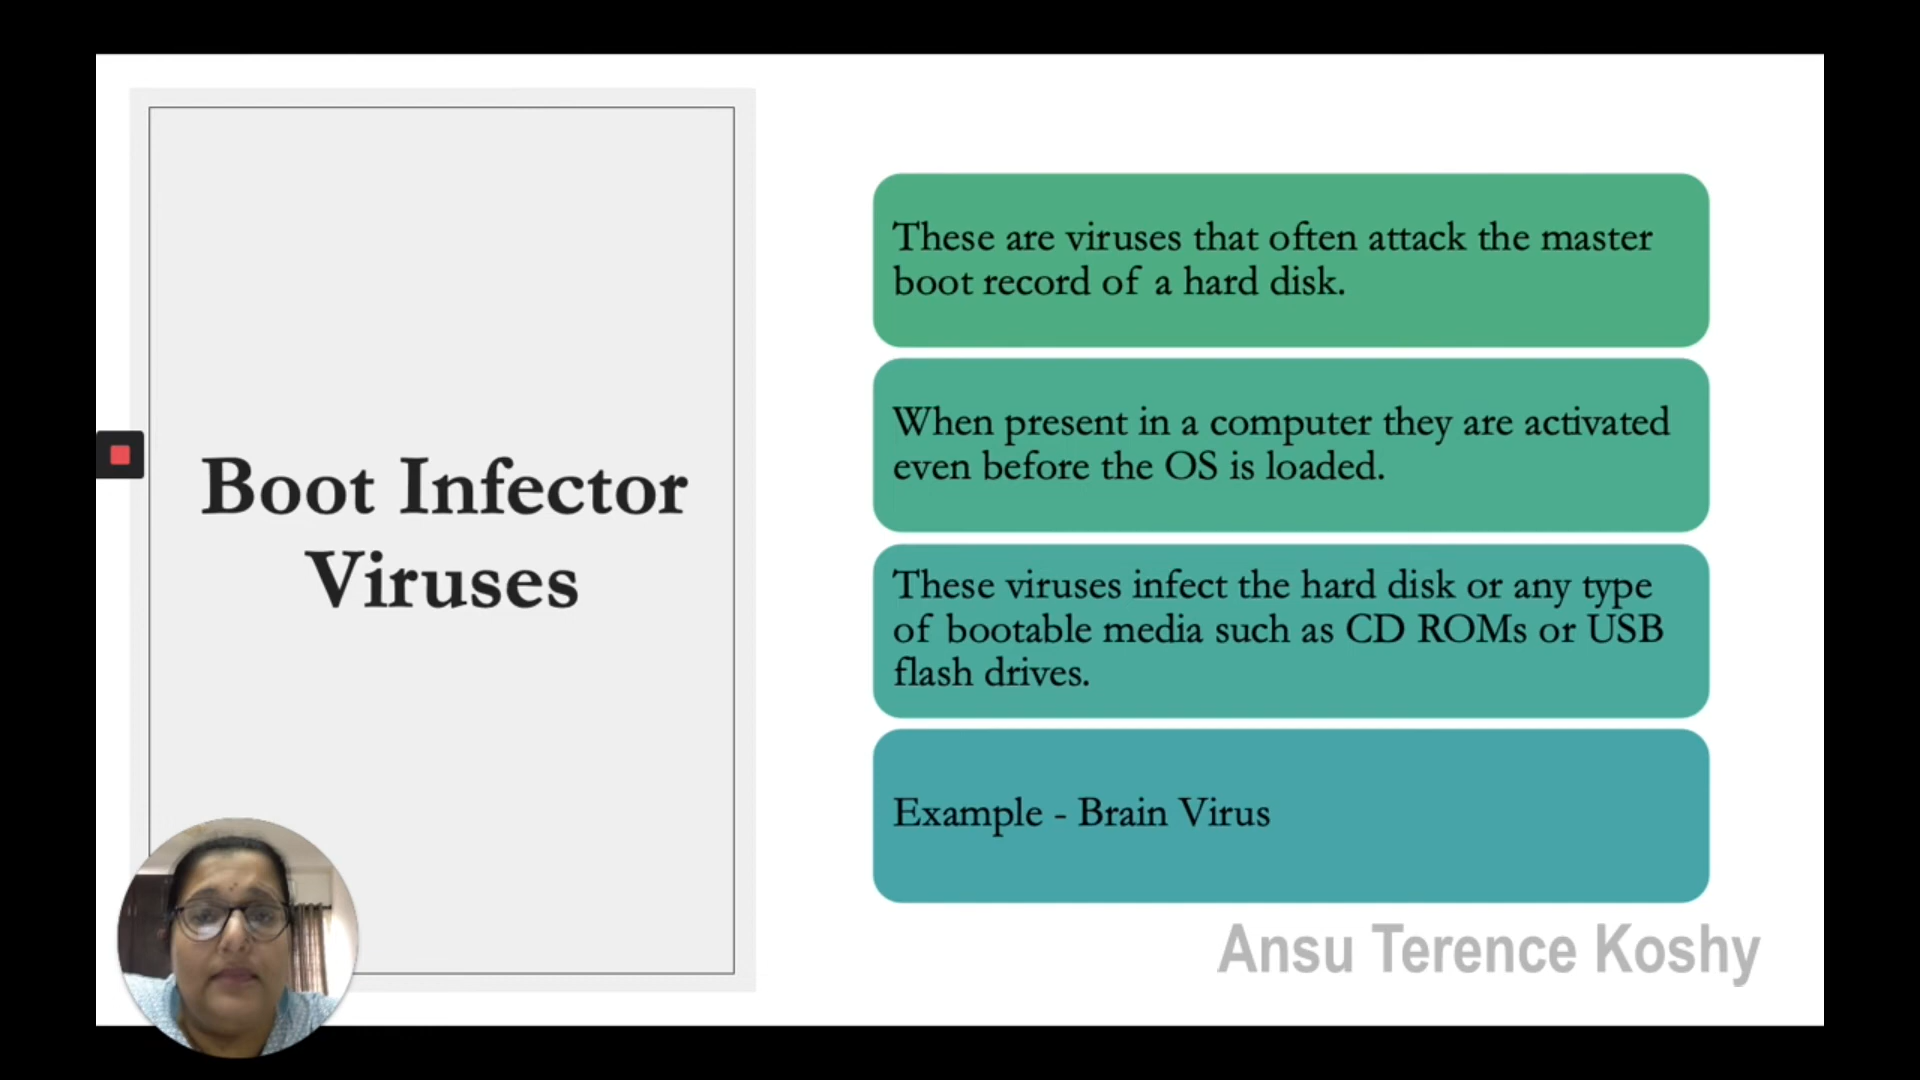 Boot Infector
Viruses
These are viruses that often attack the master
boot record of a hard disk.
When present in a computer they are activated
even before the OS is loaded.
These viruses infect the hard disk or any type
of bootable media such as CD ROMs or USB
flash drives.
Example - Brain Virus
Ansu Terence Koshy